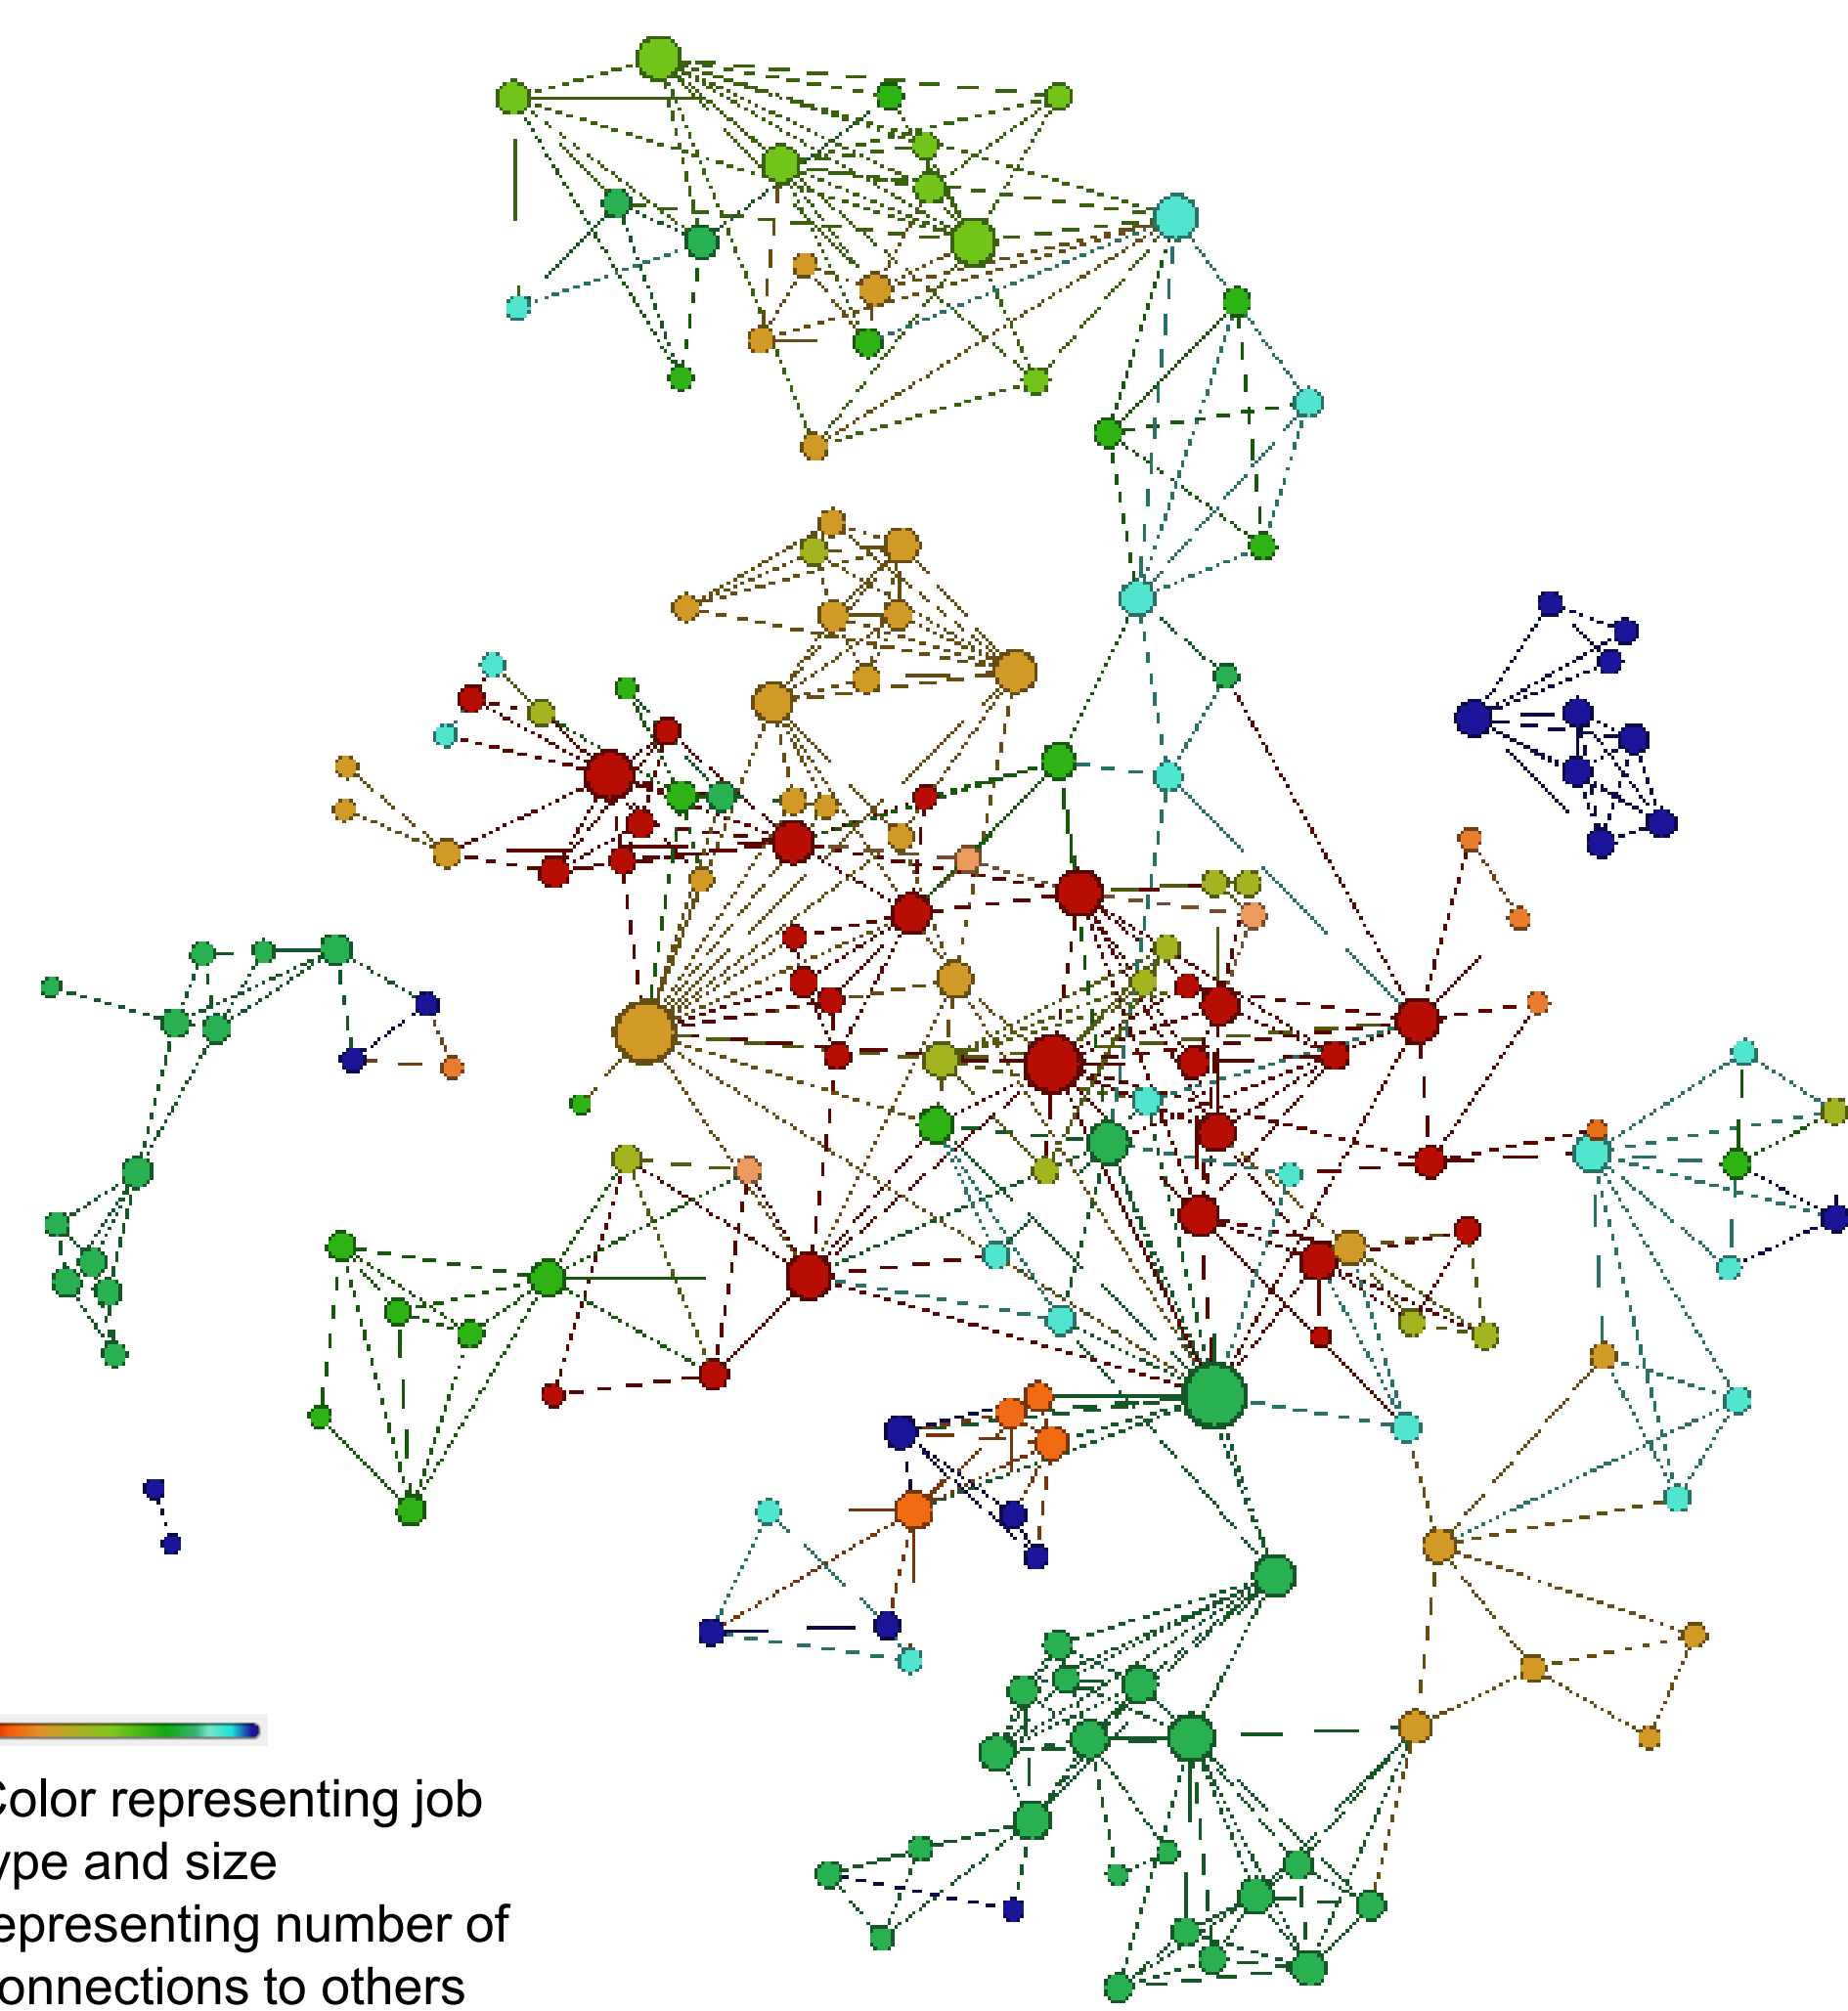 Color representing job
ype and size
epresenting number of
onnections to others